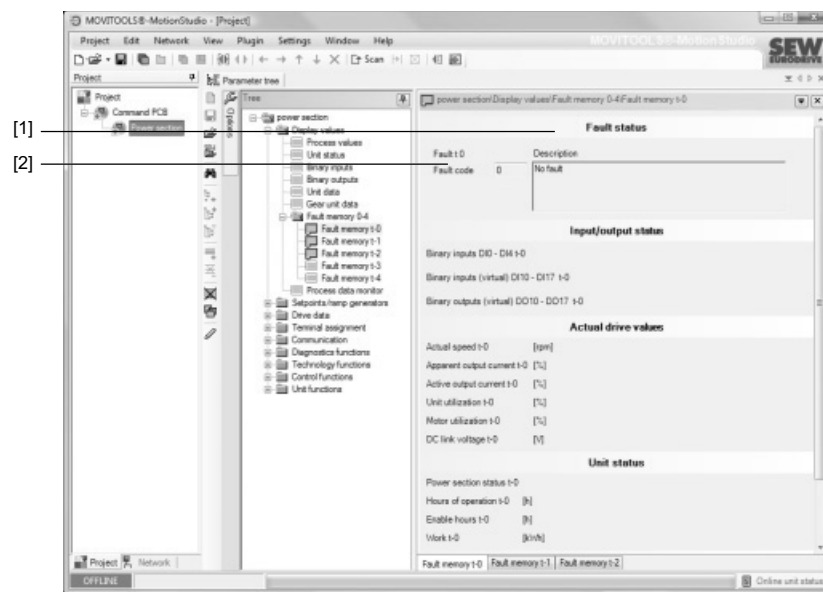 MOVITOOLS®-MotionStudio - [Project]
Project Edit Network View Plugin Settings Window Help
MOVITOOLS®-MotionStudio
SEW
EURODRIVE
Scan
Project
Parameter tree
Project
Command PCB
Power section
Options
Tree
power section
Display values
Process values
Unit status
Binary inputs
Binary outputs
Unit data
Gear unit data
Fault memory 0-4
Fault memory t-0
Fault memory t-1
Fault memory t-2
Fault memory t-3
Fault memory t-4
Process data monitor
Setpoints/ramp generators
Drive data
Terminal assignment
Communication
Diagnostics functions
Technology functions
Control functions
Unit functions
power section\Display values\Fault memory 0-4\Fault memory t-0
[1]
[2]
Fault status
Fault t-0 Description
Fault code 0 No fault
Input/output status
Binary inputs DI0 - DI4 t-0
Binary inputs (virtual) DI10 - DI17 t-0
Binary outputs (virtual) DO10 - DO17 t-0
Actual drive values
Actual speed t-0 [rpm]
Apparent output current t-0 [%]
Active output current t-0 [%]
Unit utilization t-0 [%]
Motor utilization t-0 [%]
DC link voltage t-0 [V]
Unit status
Power section status t-0
Hours of operation t-0 [h]
Enable hours t-0 [h]
Work t-0 [kWh]
Project Network
Fault memory t-0 Fault memory t-1 Fault memory t-2
OFFLINE
Online unit status